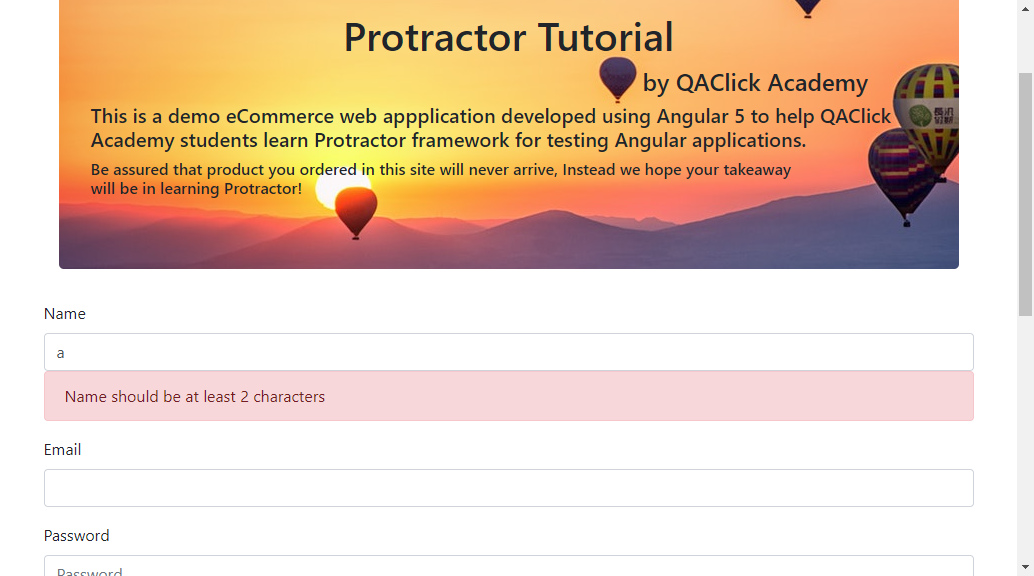 Protractor Tutorial
by QAClick Academy
This is a demo eCommerce web appplication developed using Angular 5 to help QAClick
Academy students learn Protractor framework for testing Angular applications.
Be assured that product you ordered in this site will never arrive, Instead we hope your takeaway
will be in learning Protractor!
Name
a
Name should be at least 2 characters
Email
Password
Password